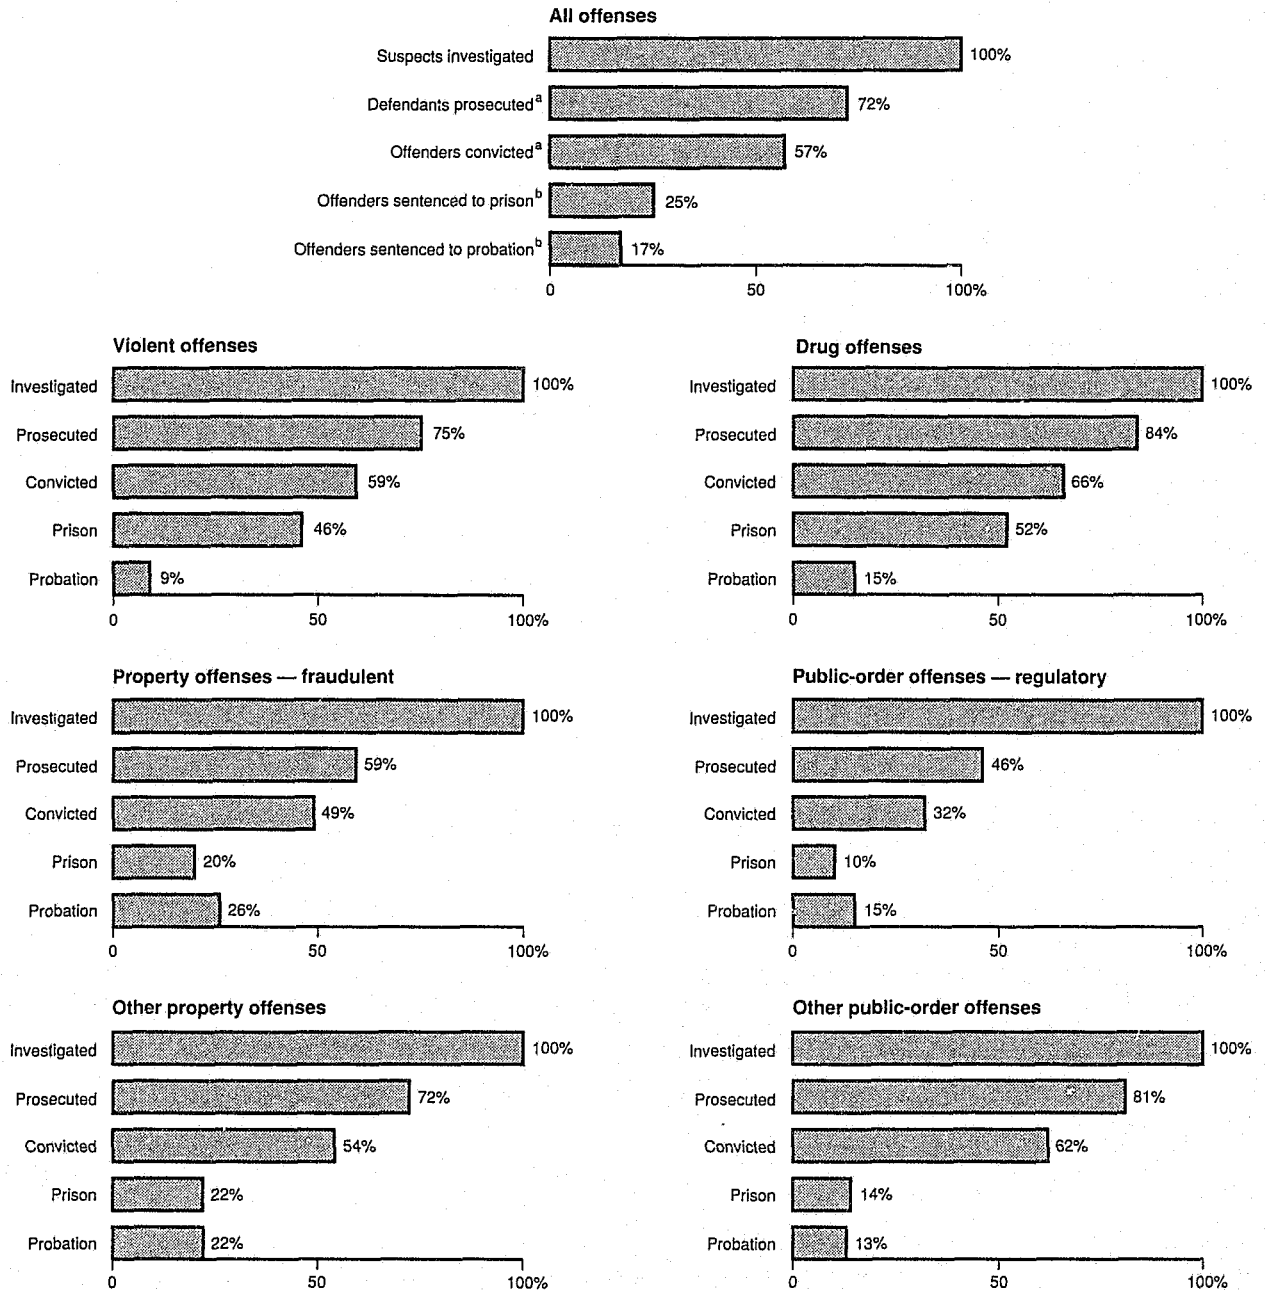 All offenses
Suspects investigated 100%
Defendants prosecuted^a 72%
Offenders convicted^a 57%
Offenders sentenced to prison^b 25%
Offenders sentenced to probation^b 17%
0 50 100%
Violent offenses
Investigated 100%
Prosecuted 75%
Convicted 59%
Prison 46%
Probation 9%
0 50 100%
Drug offenses
Investigated 100%
Prosecuted 84%
Convicted 66%
Prison 52%
Probation 15%
0 50 100%
Property offenses — fraudulent
Investigated 100%
Prosecuted 59%
Convicted 49%
Prison 20%
Probation 26%
0 50 100%
Public-order offenses — regulatory
Investigated 100%
Prosecuted 46%
Convicted 32%
Prison 10%
Probation 15%
0 50 100%
Other property offenses
Investigated 100%
Prosecuted 72%
Convicted 54%
Prison 22%
Probation 22%
0 50 100%
Other public-order offenses
Investigated 100%
Prosecuted 81%
Convicted 62%
Prison 14%
Probation 13%
0 50 100%